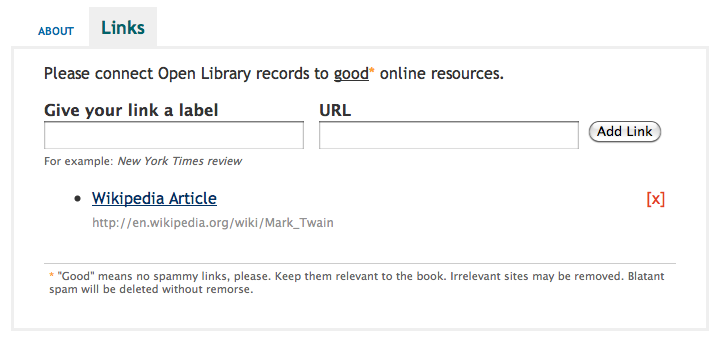 ABOUT Links
Please connect Open Library records to good* online resources.
Give your link a label URL
Add Link
For example: New York Times review
• Wikipedia Article [x]
http://en.wikipedia.org/wiki/Mark_Twain
* "Good" means no spammy links, please. Keep them relevant to the book. Irrelevant sites may be removed. Blatant
spam will be deleted without remorse.